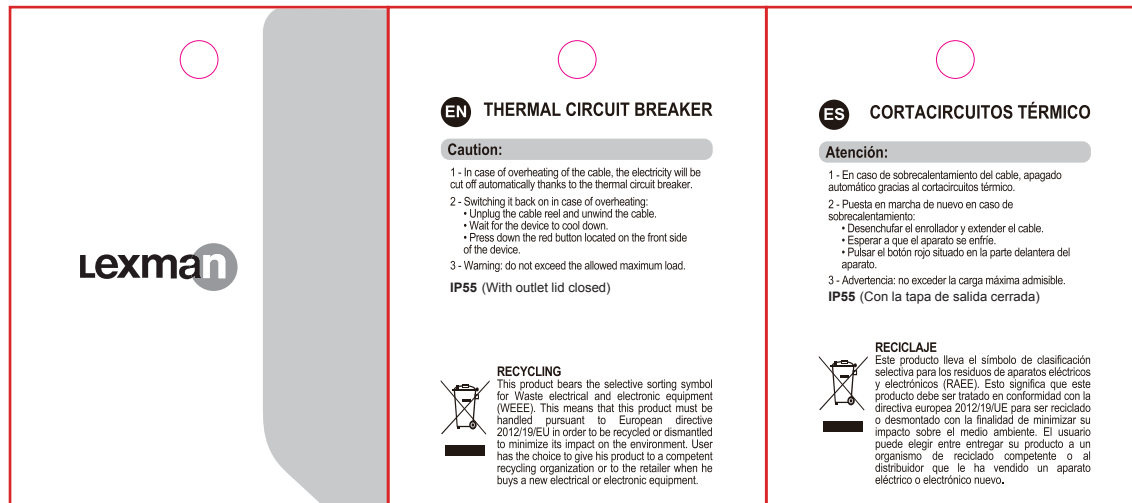 Lexman
EN THERMAL CIRCUIT BREAKER
Caution:
1 - In case of overheating of the cable, the electricity will be
cut off automatically thanks to the thermal circuit breaker.
2 - Switching it back on in case of overheating:
• Unplug the cable reel and unwind the cable.
• Wait for the device to cool down.
• Press down the red button located on the front side
of the device.
3 - Warning: do not exceed the allowed maximum load.
IP55 (With outlet lid closed)
RECYCLING
This product bears the selective sorting symbol
for Waste electrical and electronic equipment
(WEEE). This means that this product must be
handled pursuant to European directive
2012/19/EU in order to be recycled or dismantled
to minimize its impact on the environment. User
has the choice to give his product to a competent
recycling organization or to the retailer when he
buys a new electrical or electronic equipment.
ES CORTACIRCUITOS TÉRMICO
Atención:
1 - En caso de sobrecalentamiento del cable, apagado
automático gracias al cortacircuitos térmico.
2 - Puesta en marcha de nuevo en caso de
sobrecalentamiento:
• Desenchufar el enrollador y extender el cable.
• Esperar a que el aparato se enfríe.
• Pulsar el botón rojo situado en la parte delantera del
aparato.
3 - Advertencia: no exceder la carga máxima admisible.
IP55 (Con la tapa de salida cerrada)
RECICLAJE
Este producto lleva el símbolo de clasificación
selectiva para los residuos de aparatos eléctricos
y electrónicos (RAEE). Esto significa que este
producto debe ser tratado en conformidad con la
directiva europea 2012/19/UE para ser reciclado
o desmontado con la finalidad de minimizar su
impacto sobre el medio ambiente. El usuario
puede elegir entre entregar su producto a un
organismo de reciclado competente o al
distribuidor que le ha vendido un aparato
eléctrico o electrónico nuevo.